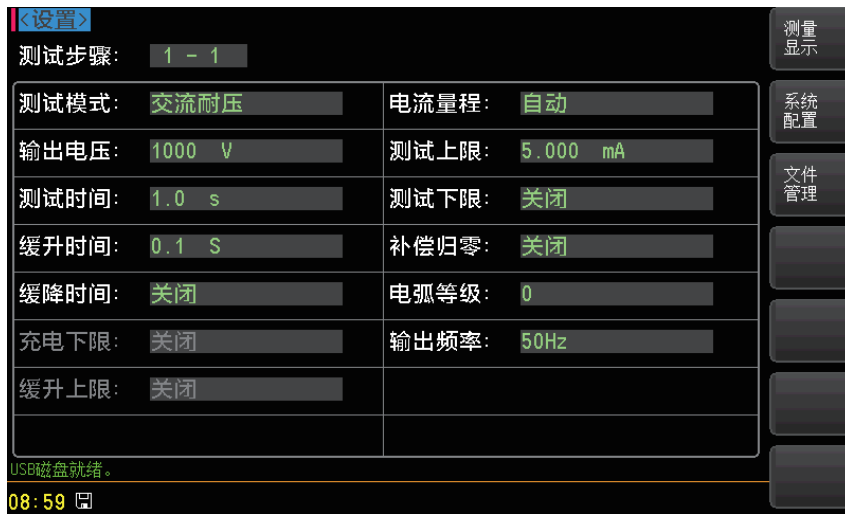 <设置>
测试步骤: 1 - 1
测试模式: 交流耐压 电流量程: 自动
输出电压: 1000 V 测试上限: 5.000 mA
测试时间: 1.0 s 测试下限: 关闭
缓升时间: 0.1 S 补偿归零: 关闭
缓降时间: 关闭 电弧等级: 0
充电下限: 关闭 输出频率: 50Hz
缓升上限: 关闭
USB磁盘就绪。
08:59
测量
显示
系统
配置
文件
管理